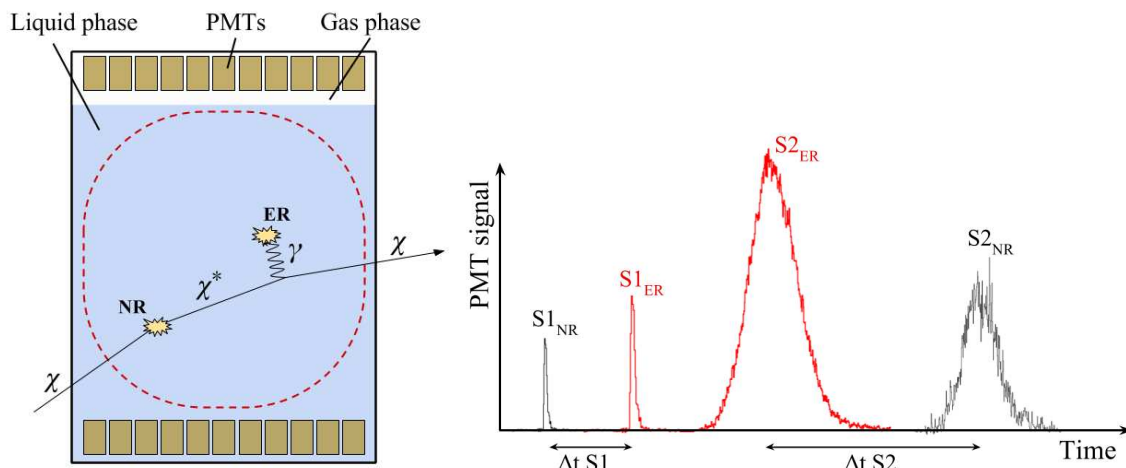 Liquid phase
PMTs
Gas phase
ER
γ
χ
χ*
NR
χ
PMT signal
S1NR
S1ER
S2ER
S2NR
Δt S1
Δt S2
Time